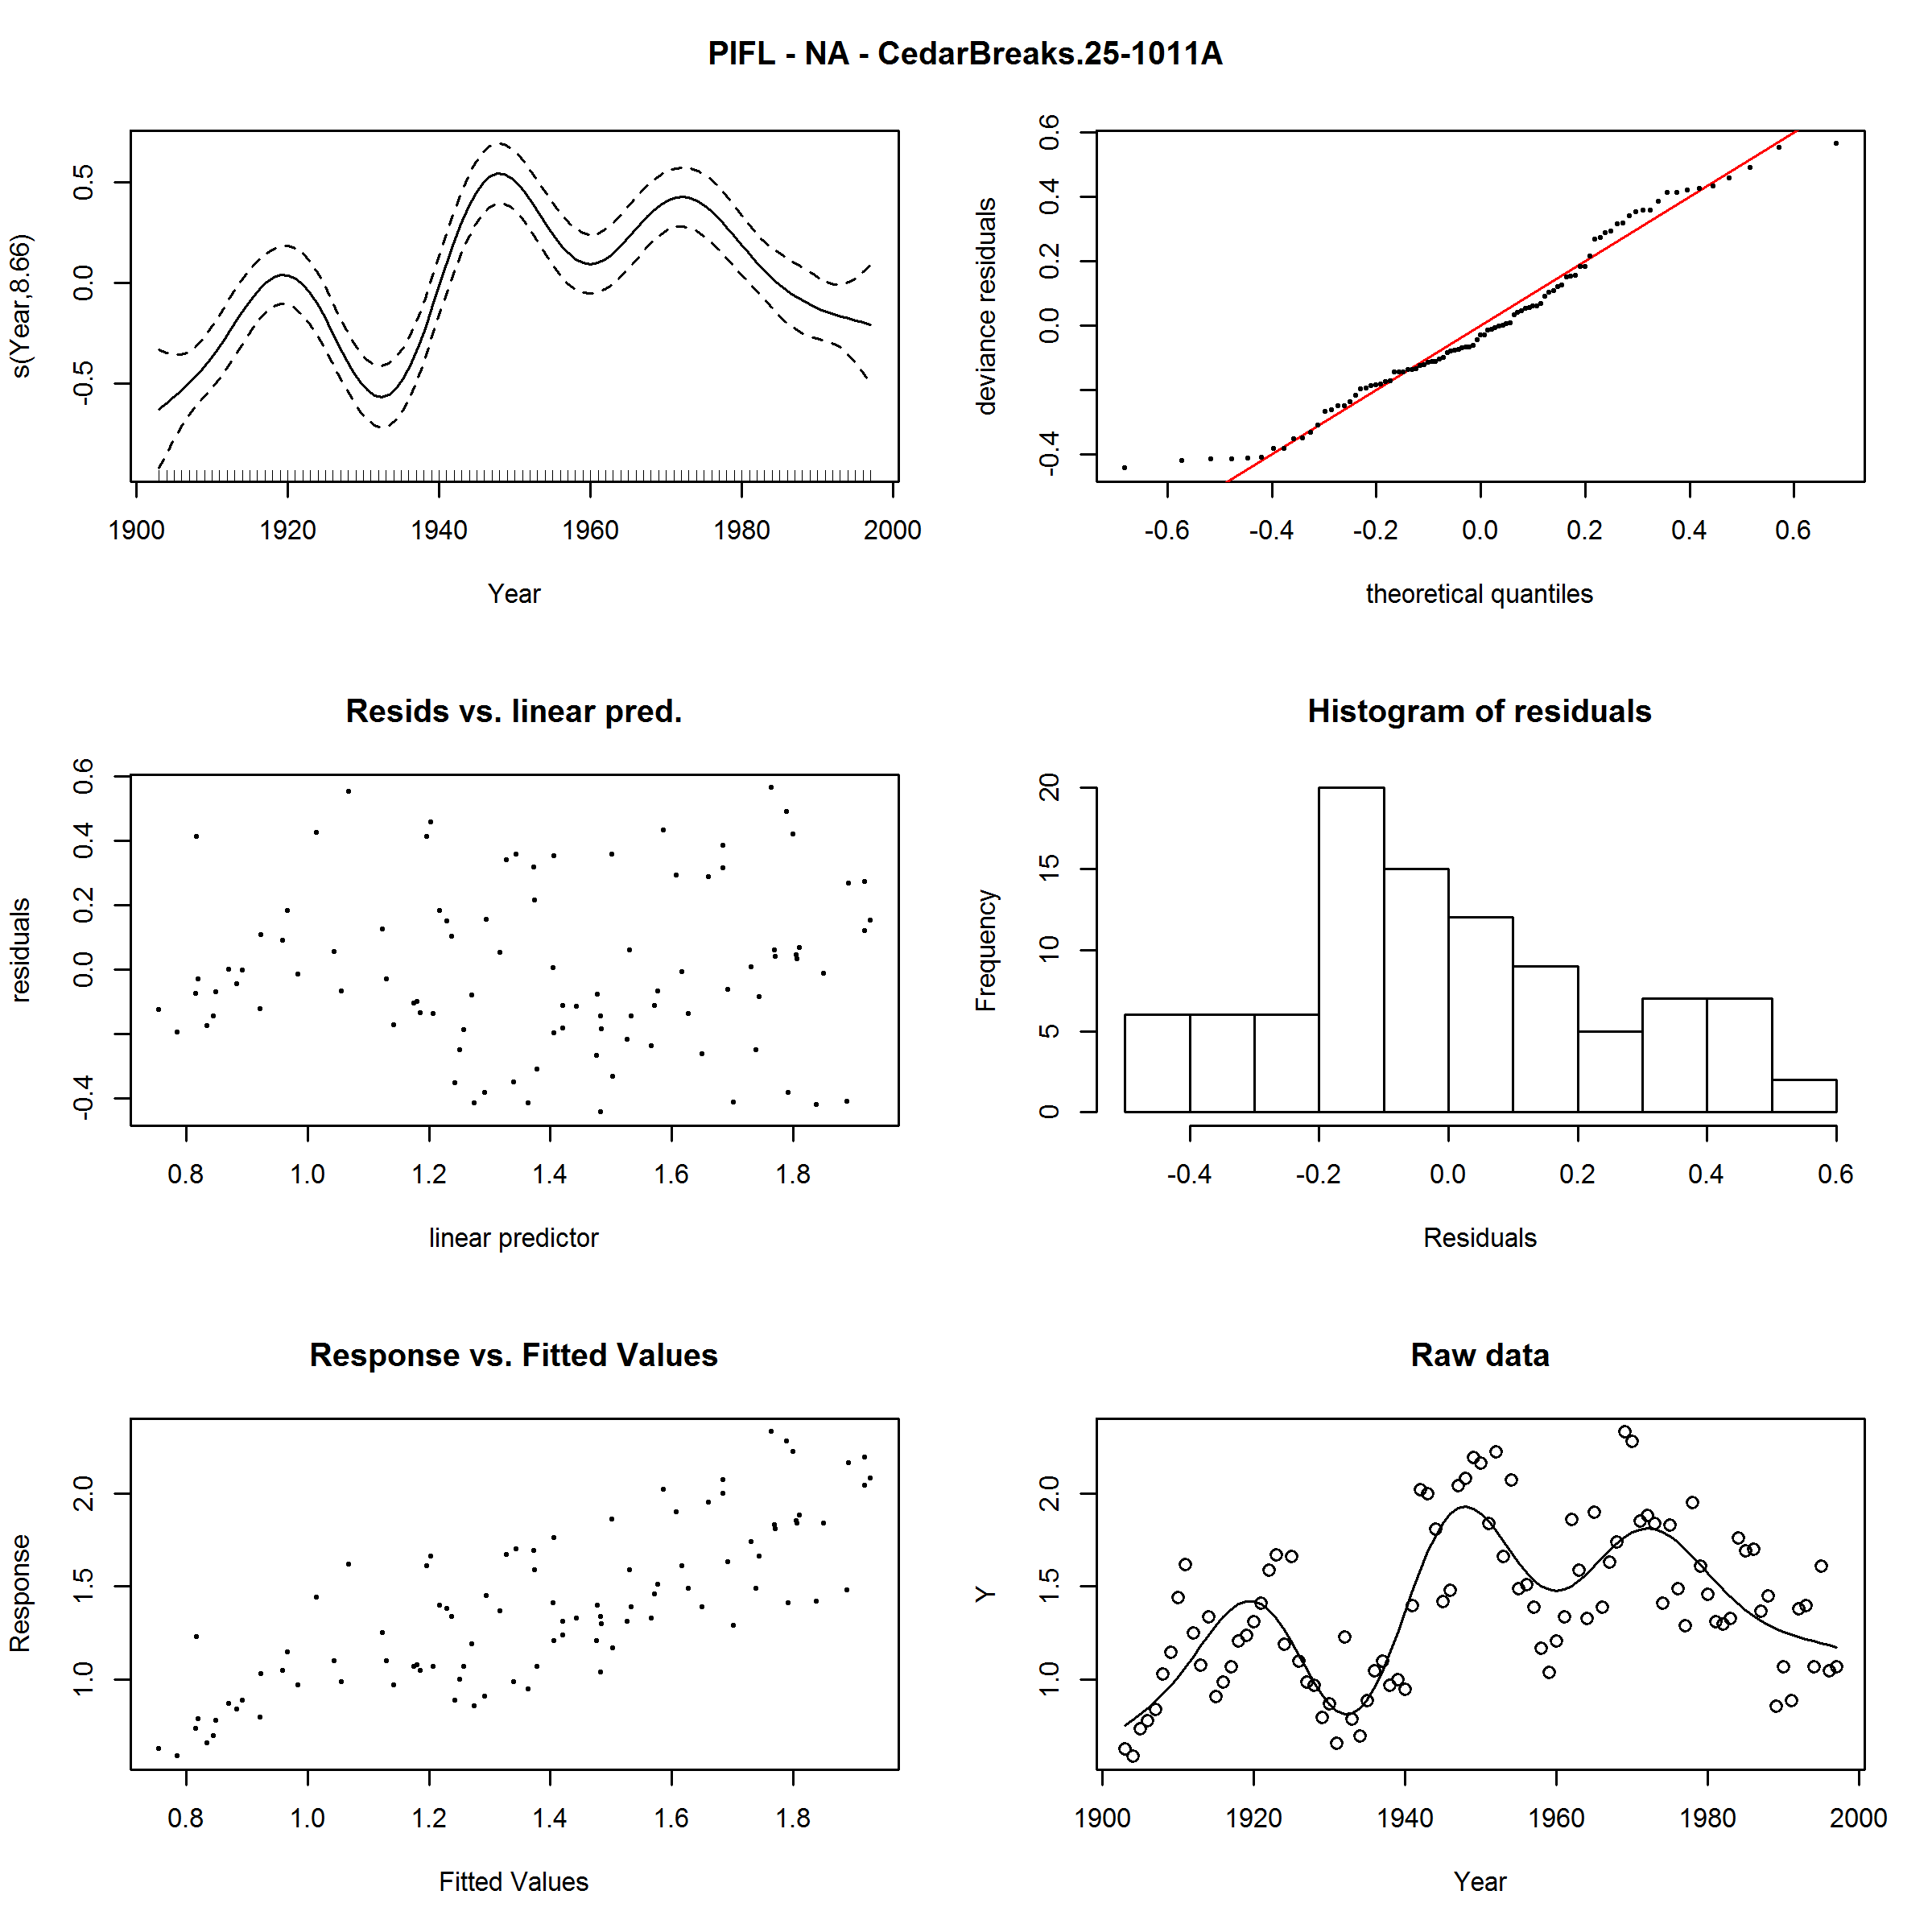 PIFL - NA - CedarBreaks.25-1011A
s(Year,8.66)
0.5
0.0
-0.5
1900 1920 1940 1960 1980 2000
Year
deviance residuals
0.6
0.4
0.2
0.0
-0.4
-0.6 -0.4 -0.2 0.0 0.2 0.4 0.6
theoretical quantiles
Resids vs. linear pred.
residuals
0.6
0.4
0.2
0.0
-0.4
0.8 1.0 1.2 1.4 1.6 1.8
linear predictor
Histogram of residuals
Frequency
20
15
10
5
0
-0.4 -0.2 0.0 0.2 0.4 0.6
Residuals
Response vs. Fitted Values
Response
2.0
1.5
1.0
0.8 1.0 1.2 1.4 1.6 1.8
Fitted Values
Raw data
Y
2.0
1.5
1.0
1900 1920 1940 1960 1980 2000
Year